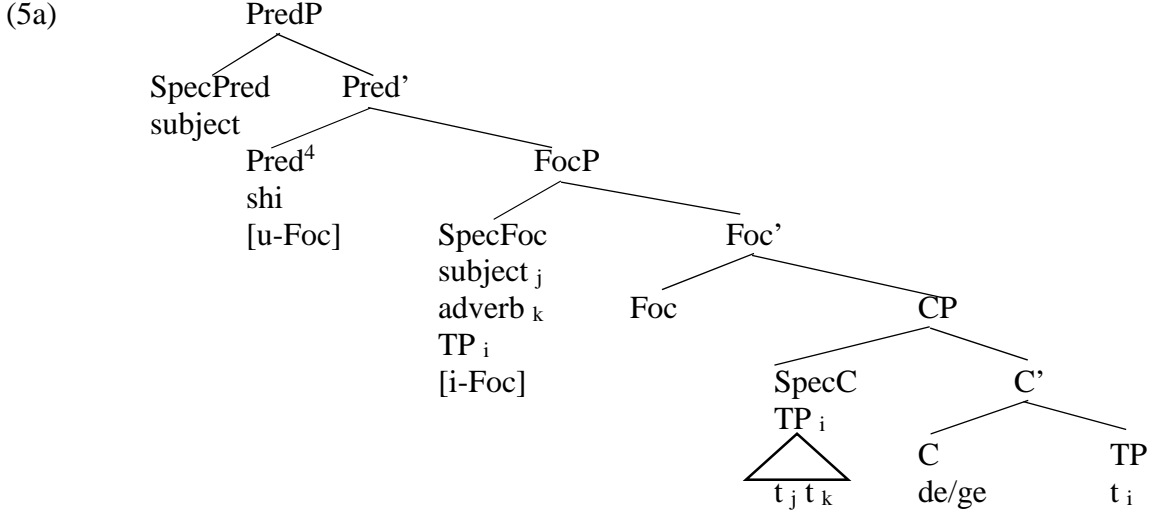 (5a) PredP
SpecPred Pred’
subject
Pred4 FocP
shi
[u-Foc] SpecFoc Foc’
subject j
adverb k Foc CP
TP i
[i-Foc] SpecC C’
TP i
C TP
t j t k de/ge t i